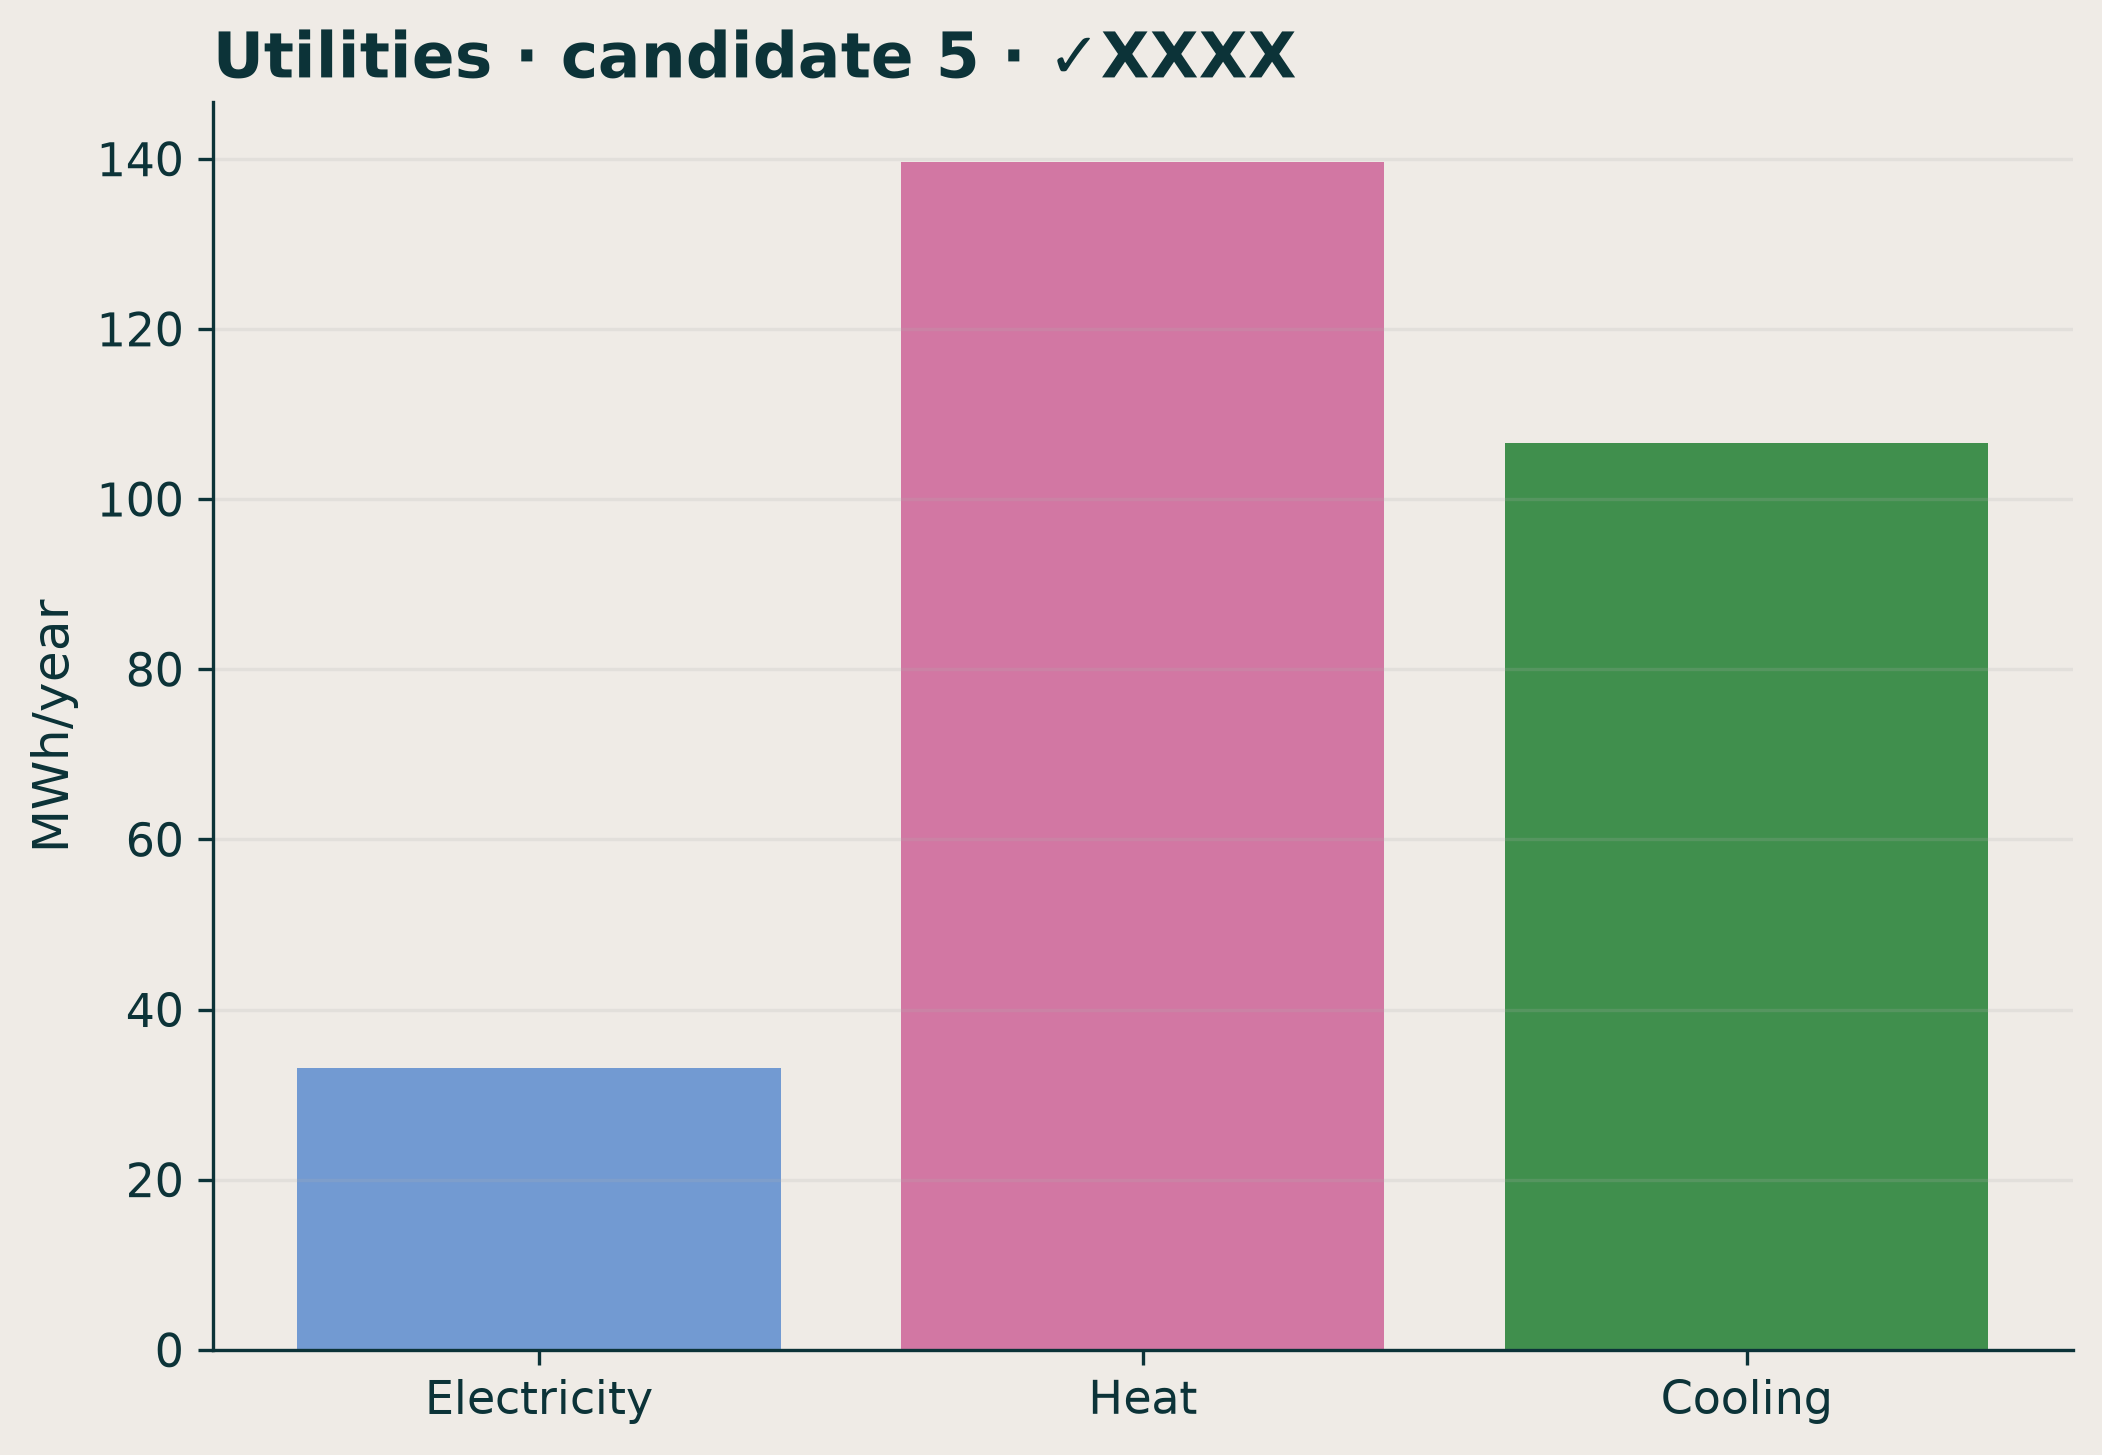 Utilities · candidate 5 · ✓XXXX
140
120
100
80
60
40
20
0
MWh/year
Electricity
Heat
Cooling